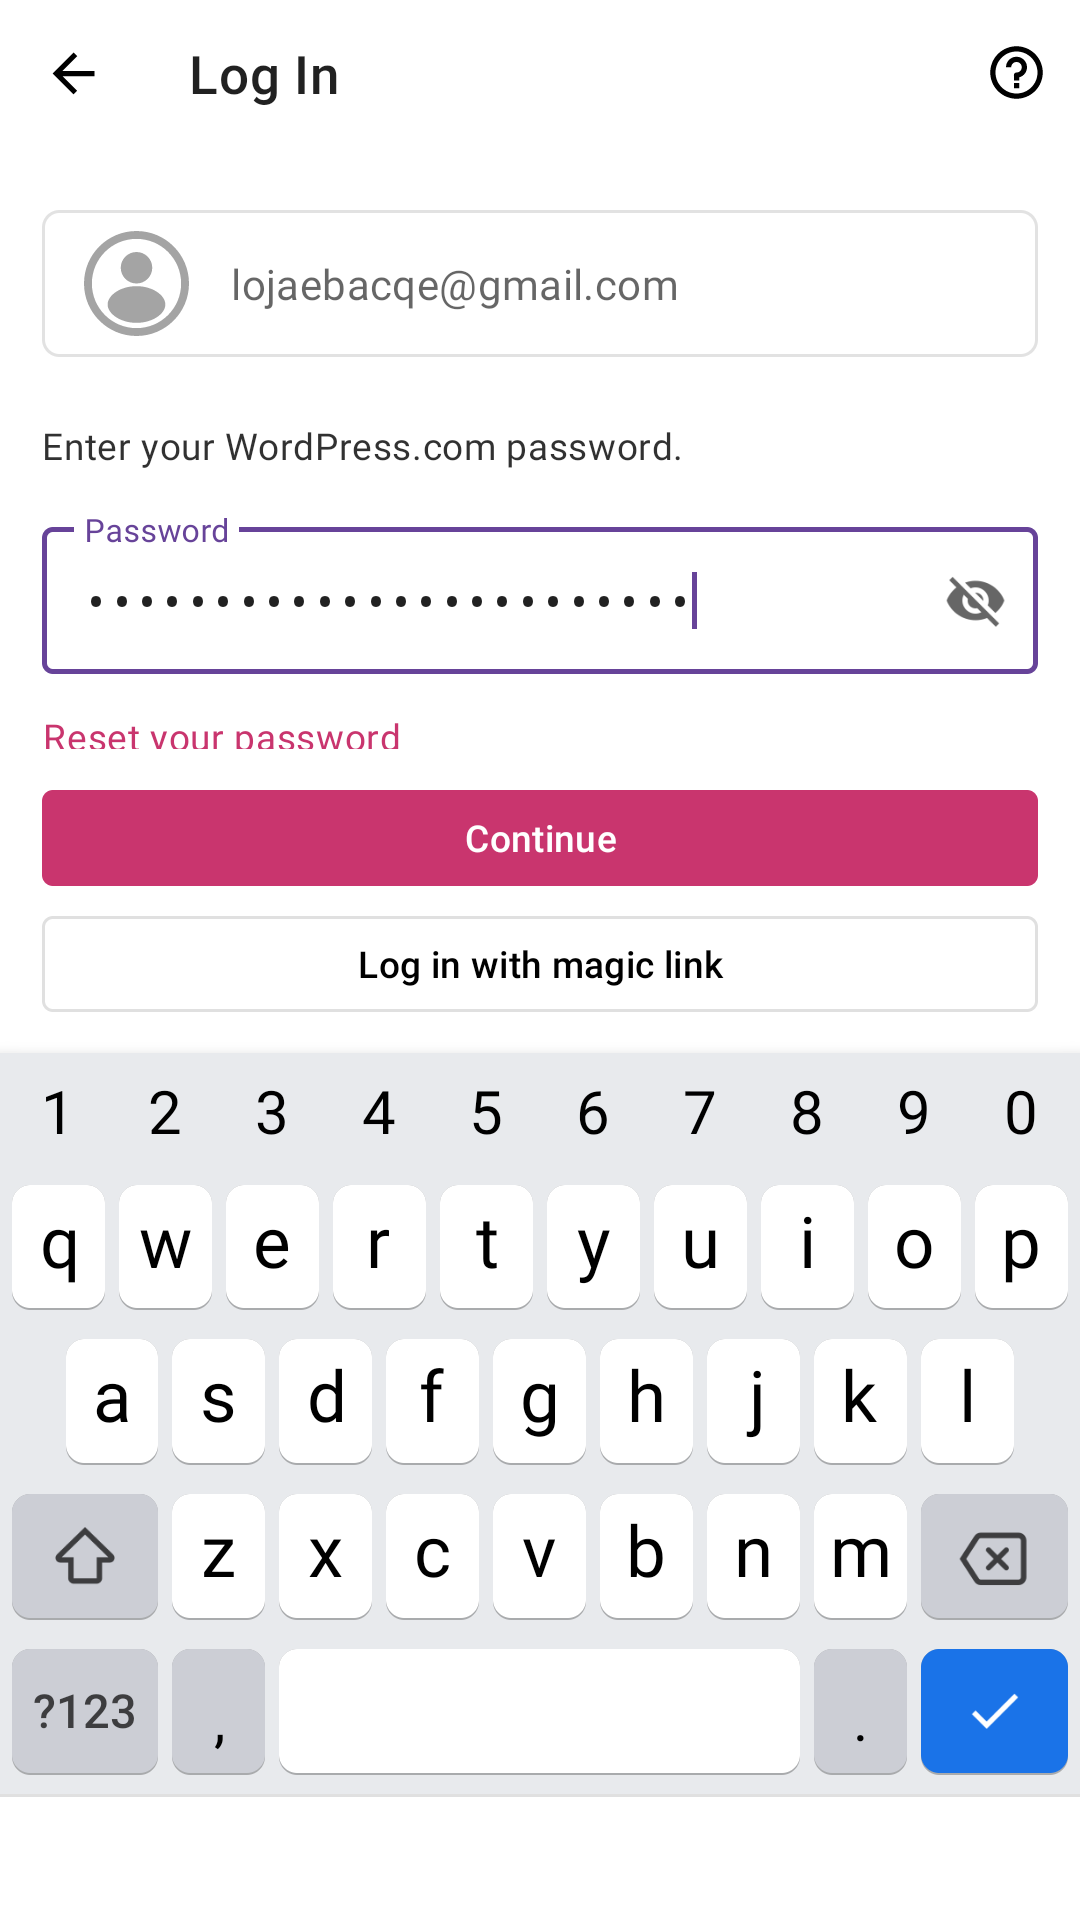 Log In
lojaebacqe@gmail.com
Enter your WordPress.com password.
Password
••••••••••••••••••••••••
Reset your password
Continue
Log in with magic link
1 2 3 4 5 6 7 8 9 0
q w e r t y u i o p
a s d f g h j k l
z x c v b n m
?123 , .